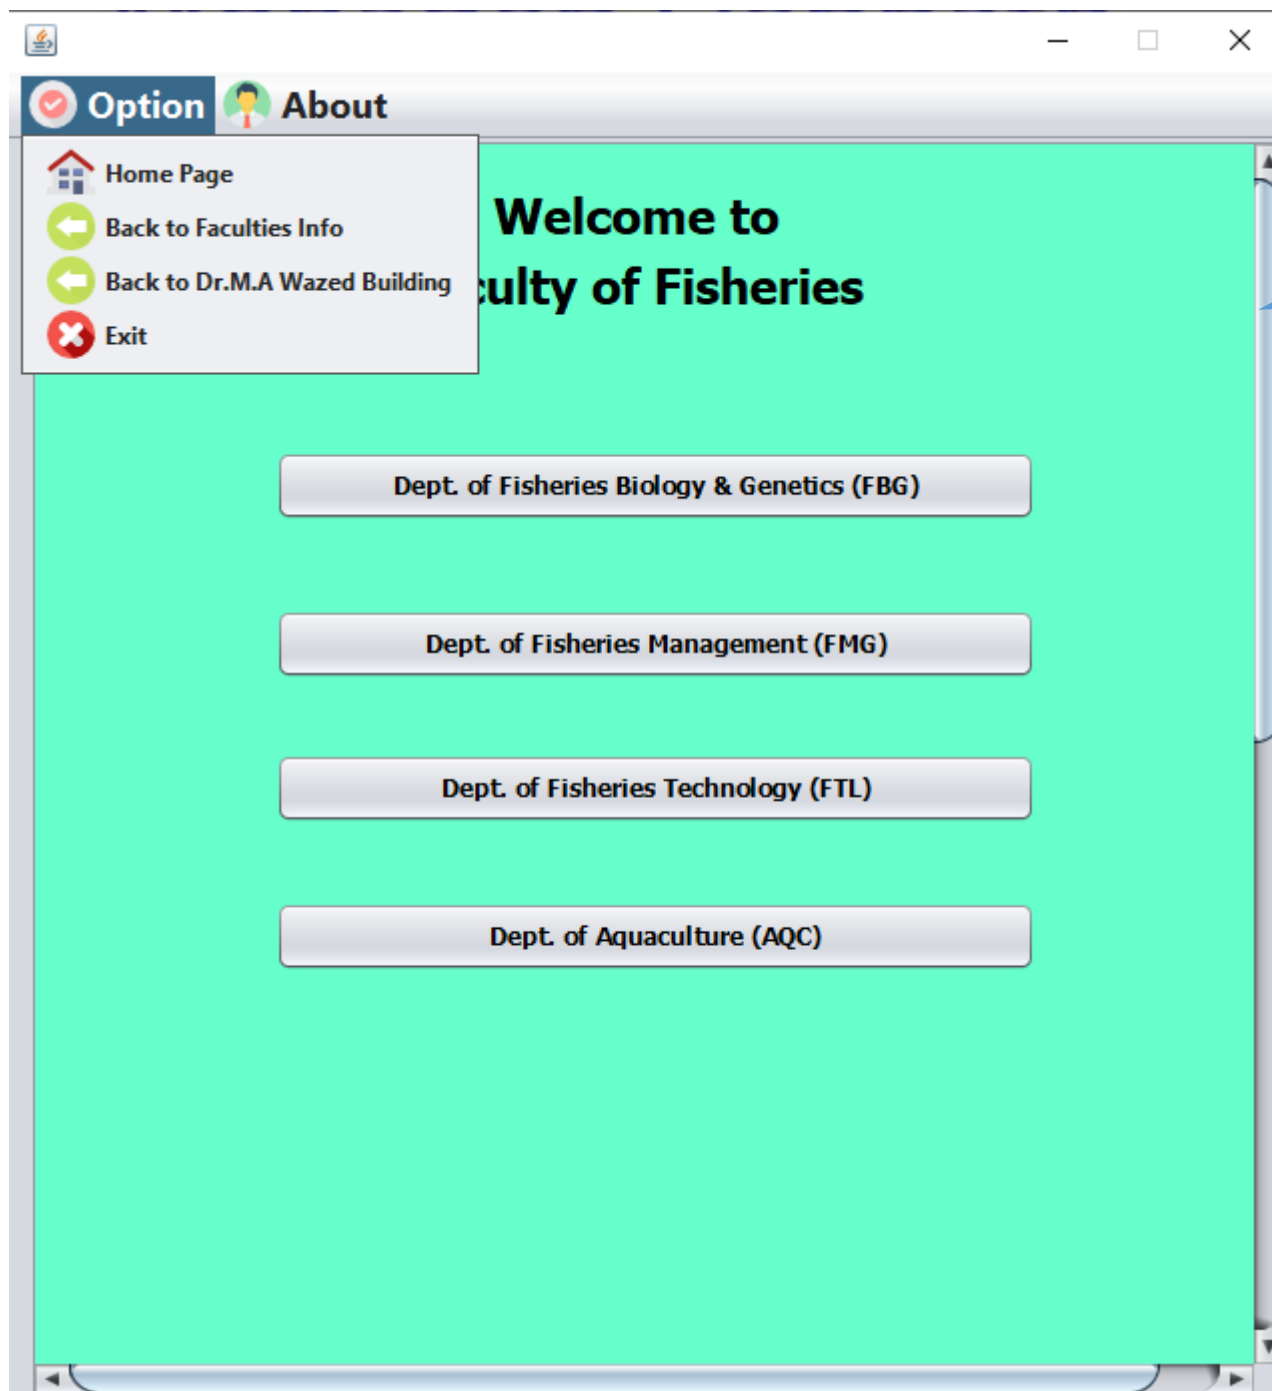 Option About
Home Page
Back to Faculties Info
Back to Dr.M.A Wazed Building
Exit
Welcome to
culty of Fisheries
Dept. of Fisheries Biology & Genetics (FBG)
Dept. of Fisheries Management (FMG)
Dept. of Fisheries Technology (FTL)
Dept. of Aquaculture (AQC)